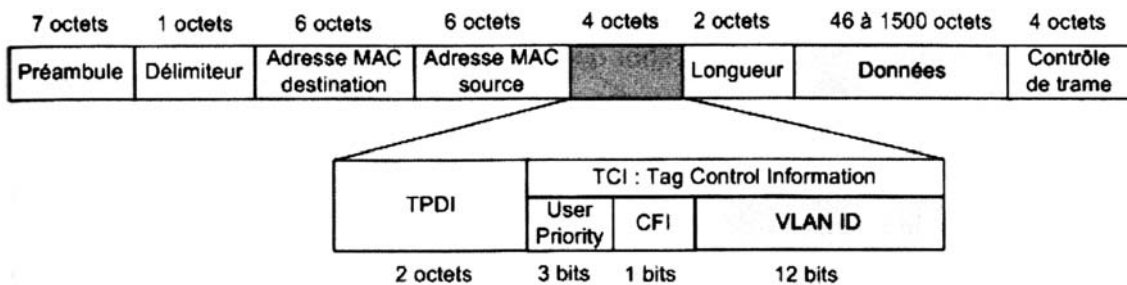 7 octets 1 octets 6 octets 6 octets 4 octets 2 octets 46 à 1500 octets 4 octets
Préambule Délimiteur Adresse MAC destination Adresse MAC source Longueur Données Contrôle de trame
TPDI TCI : Tag Control Information
User Priority CFI VLAN ID
2 octets 3 bits 1 bits 12 bits